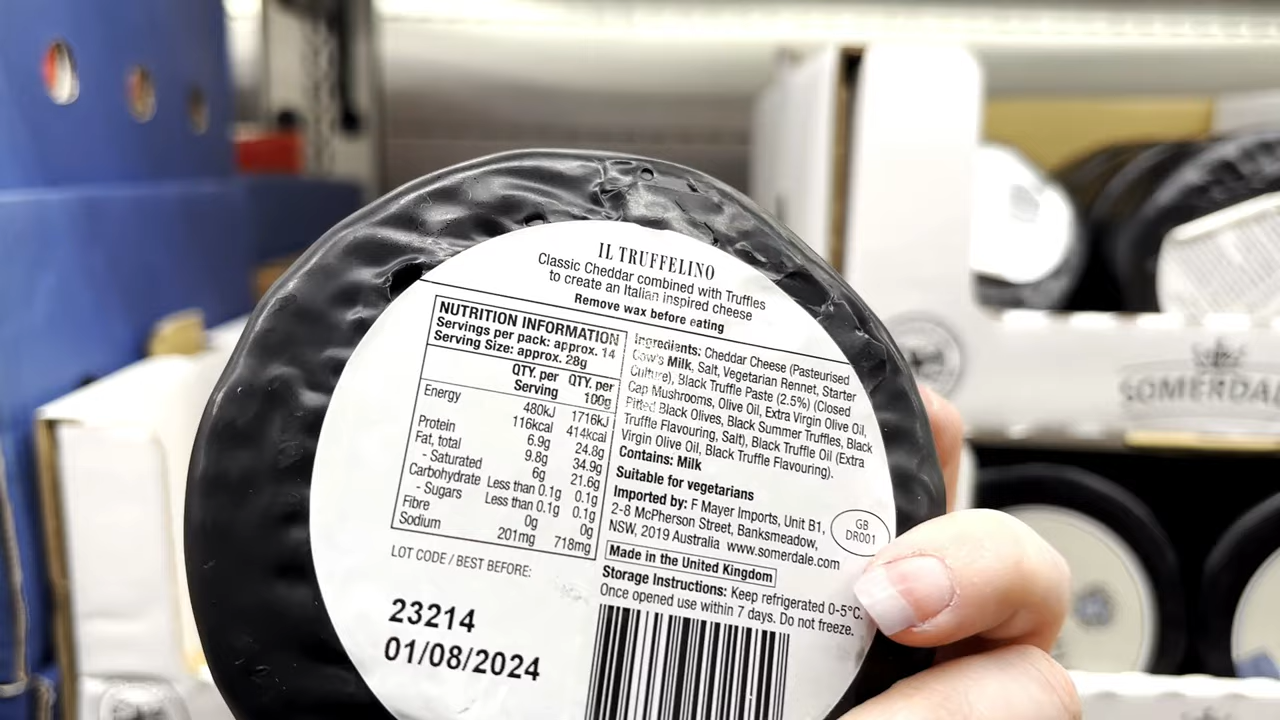 IL TRUFFELINO
Classic Cheddar combined with Truffles
to create an Italian inspired cheese
Remove wax before eating
NUTRITION INFORMATION
Servings per pack: approx. 14
Serving Size: approx. 28g
QTY. per Serving QTY. per 100g
Energy 480kJ 1716kJ
116kcal 414kcal
Protein 6.9g 24.8g
Fat, total 9.8g 34.9g
- Saturated 6g 21.6g
Carbohydrate Less than 0.1g 0.1g
- Sugars Less than 0.1g 0.1g
Fibre 0g 0g
Sodium 201mg 718mg
Ingredients: Cheddar Cheese (Pasteurised
Cow's Milk, Salt, Vegetarian Rennet, Starter
Culture), Black Truffle Paste (2.5%) (Closed
Cap Mushrooms, Olive Oil, Extra Virgin Olive Oil,
Pitted Black Olives, Black Summer Truffles, Black
Truffle Flavouring, Salt), Black Truffle Oil (Extra
Virgin Olive Oil, Black Truffle Flavouring).
Contains: Milk
Suitable for vegetarians
Imported by: F Mayer Imports, Unit B1,
2-8 McPherson Street, Banksmeadow,
NSW, 2019 Australia www.somerdale.com
GB
DR001
Made in the United Kingdom
Storage Instructions: Keep refrigerated 0-5°C.
Once opened use within 7 days. Do not freeze.
LOT CODE / BEST BEFORE:
23214
01/08/2024
SOMERDA